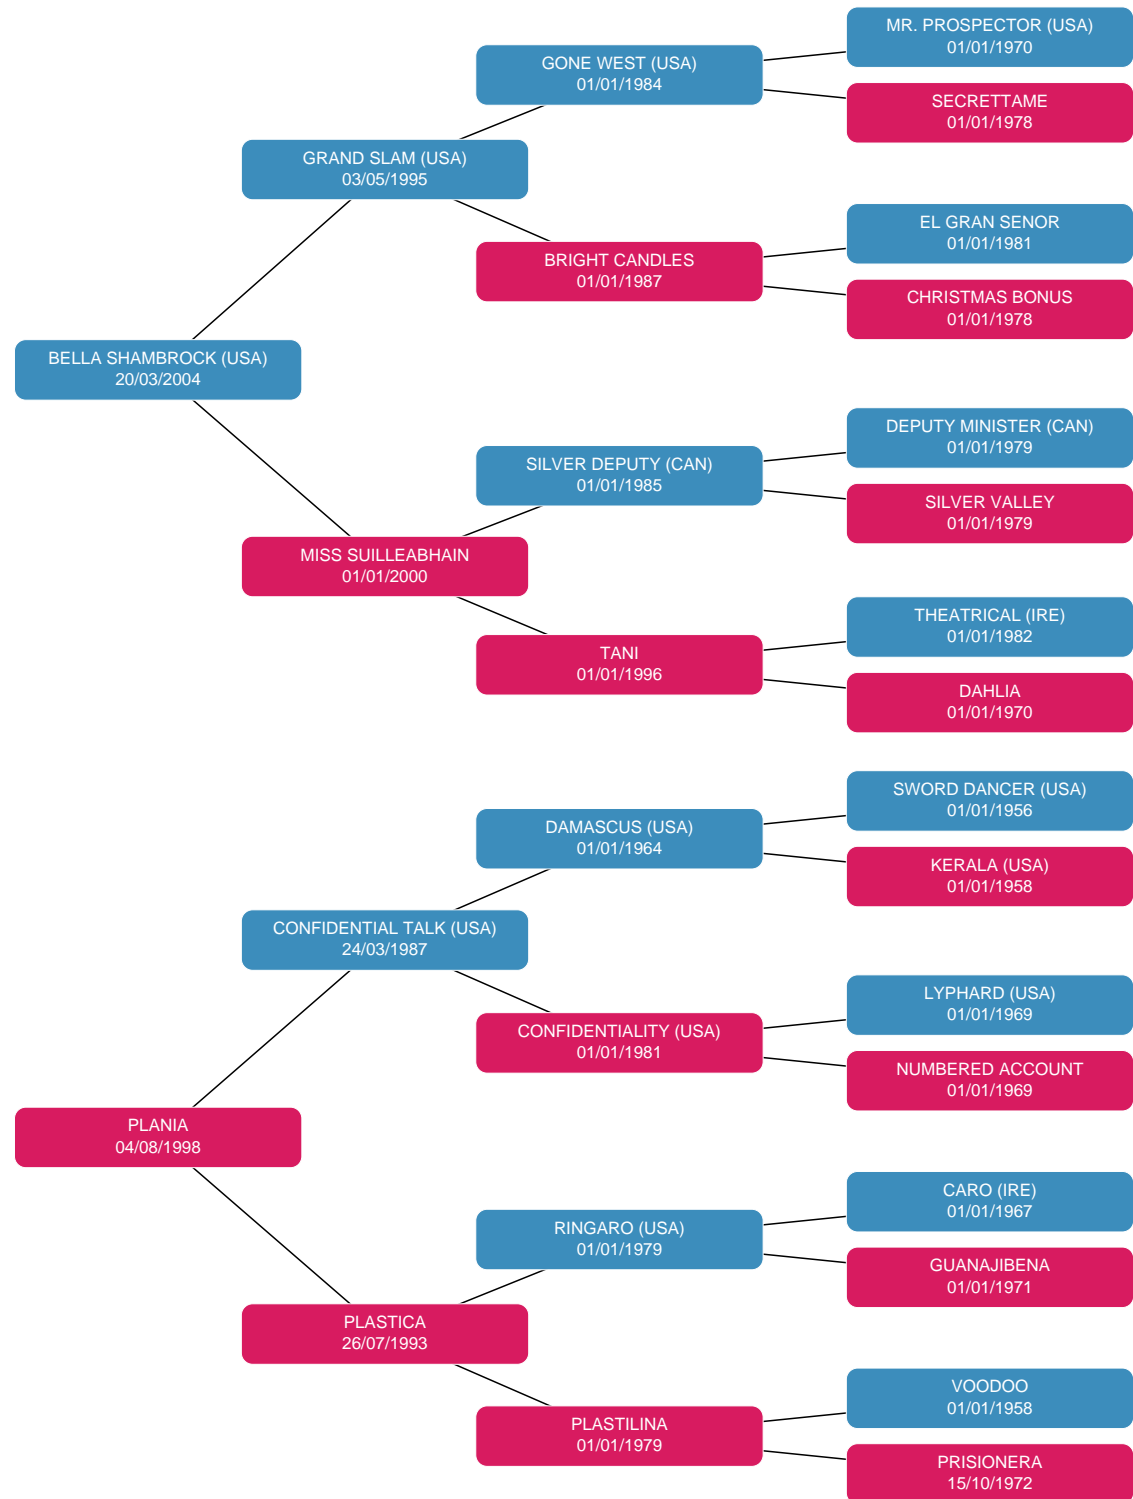 MR. PROSPECTOR (USA)
01/01/1970
GONE WEST (USA)
01/01/1984
SECRETTAME
01/01/1978
GRAND SLAM (USA)
03/05/1995
EL GRAN SENOR
01/01/1981
BRIGHT CANDLES
01/01/1987
CHRISTMAS BONUS
01/01/1978
BELLA SHAMBROCK (USA)
20/03/2004
DEPUTY MINISTER (CAN)
01/01/1979
SILVER DEPUTY (CAN)
01/01/1985
SILVER VALLEY
01/01/1979
MISS SUILLEABHAIN
01/01/2000
THEATRICAL (IRE)
01/01/1982
TANI
01/01/1996
DAHLIA
01/01/1970
SWORD DANCER (USA)
01/01/1956
DAMASCUS (USA)
01/01/1964
KERALA (USA)
01/01/1958
CONFIDENTIAL TALK (USA)
24/03/1987
LYPHARD (USA)
01/01/1969
CONFIDENTIALITY (USA)
01/01/1981
NUMBERED ACCOUNT
01/01/1969
PLANIA
04/08/1998
CARO (IRE)
01/01/1967
RINGARO (USA)
01/01/1979
GUANAJIBENA
01/01/1971
PLASTICA
26/07/1993
VOODOO
01/01/1958
PLASTILINA
01/01/1979
PRISIONERA
15/10/1972